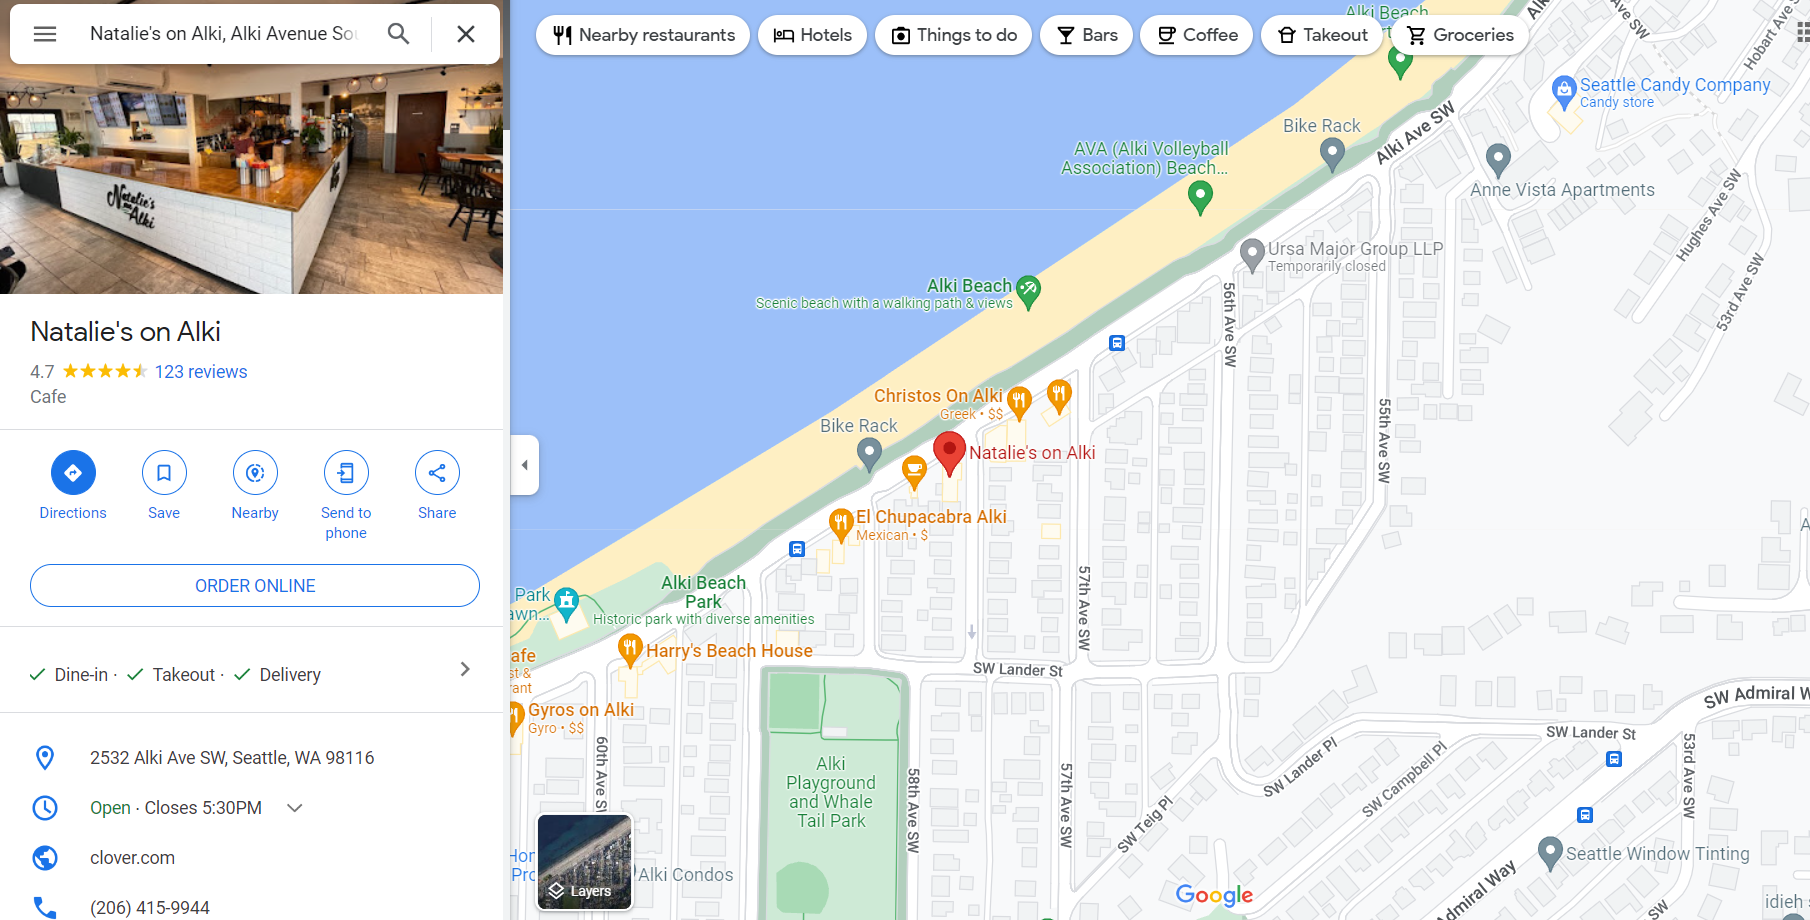 Natalie's on Alki, Alki Avenue Sou
Nearby restaurants
Hotels
Things to do
Bars
Coffee
Takeout
Groceries
Natalie's
on
Alki
Natalie's on Alki
4.7
123 reviews
Cafe
Directions
Save
Nearby
Send to
phone
Share
ORDER ONLINE
Dine-in · Takeout · Delivery
2532 Alki Ave SW, Seattle, WA 98116
Open · Closes 5:30PM
clover.com
(206) 415-9944
Alki Beach
Hobart Ave
Seattle Candy Company
Candy store
Bike Rack
Alki Ave SW
AVA (Alki Volleyball
Association) Beach...
Anne Vista Apartments
Hughes Ave SW
Ursa Major Group LLP
Temporarily closed
53rd Ave SW
Alki Beach
Scenic beach with a walking path & views
56th Ave SW
Christos On Alki
Greek • $$
55th Ave SW
Bike Rack
Natalie's on Alki
El Chupacabra Alki
Mexican • $
57th Ave SW
Alki Beach
Park
Historic park with diverse amenities
Park
awn...
Harry's Beach House
afe
st &
rant
SW Lander St
Gyros on Alki
Gyro • $$
SW Admiral W
SW Lander St
60th Ave S
SW Lander Pl
SW Campbell Pl
53rd Ave SW
Alki
Playground
and Whale
Tail Park
58th Ave SW
57th Ave SW
SW Teig Pl
Seattle Window Tinting
Hon
Pro
Alki Condos
Layers
Google
Admiral Way
SW
idieh